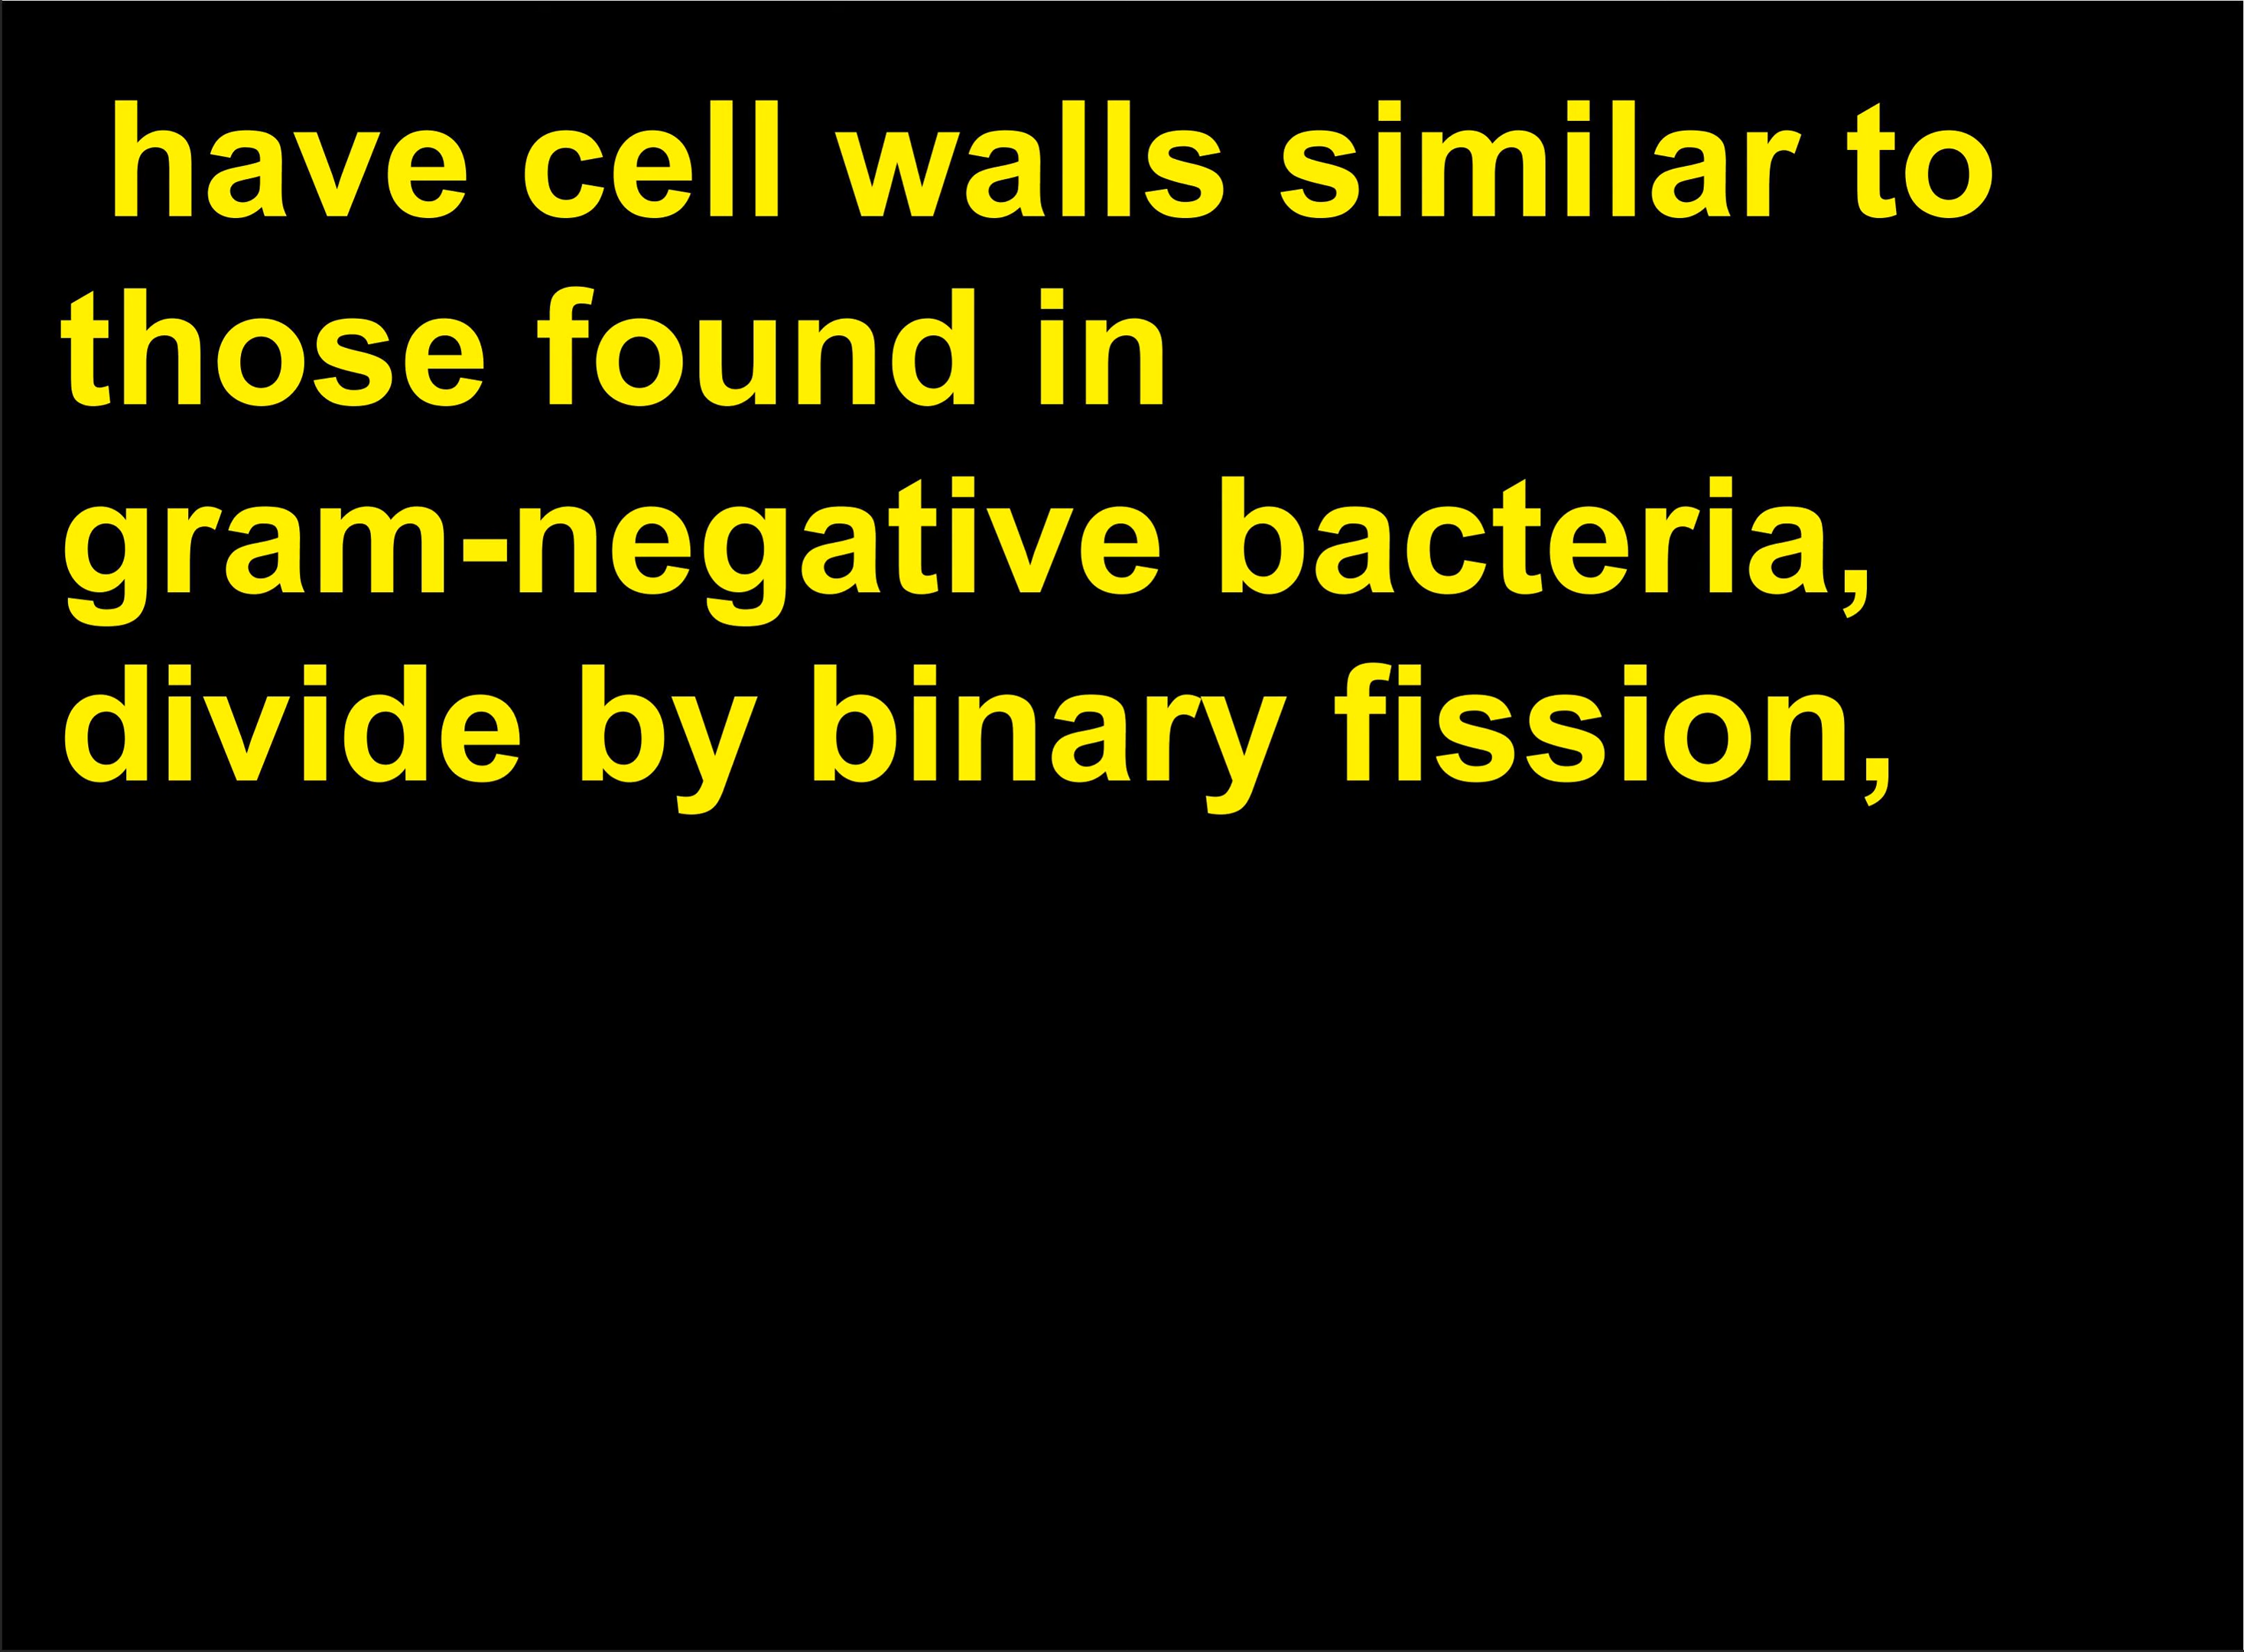 have cell walls similar to
those found in
gram-negative bacteria,
divide by binary fission,